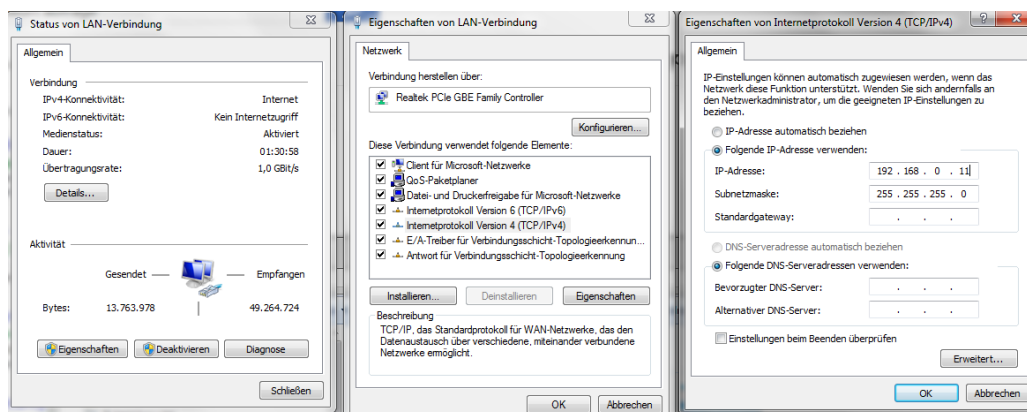 Status von LAN-Verbindung
Allgemein
Verbindung
IPv4-Konnektivität: Internet
IPv6-Konnektivität: Kein Internetzugriff
Medienstatus: Aktiviert
Dauer: 01:30:58
Übertragungsrate: 1,0 GBit/s
Details...
Aktivität
Gesendet Empfangen
Bytes: 13.763.978 49.264.724
Eigenschaften Deaktivieren Diagnose
Schließen
Eigenschaften von LAN-Verbindung
Netzwerk
Verbindung herstellen über:
Realtek PCIe GBE Family Controller
Konfigurieren...
Diese Verbindung verwendet folgende Elemente:
Client für Microsoft-Netzwerke
QoS-Paketplaner
Datei- und Druckerfreigabe für Microsoft-Netzwerke
Internetprotokoll Version 6 (TCP/IPv6)
Internetprotokoll Version 4 (TCP/IPv4)
E/A-Treiber für Verbindungsschicht-Topologieerkennun...
Antwort für Verbindungsschicht-Topologieerkennung
Installieren... Deinstallieren Eigenschaften
Beschreibung
TCP/IP, das Standardprotokoll für WAN-Netzwerke, das den
Datenaustausch über verschiedene, miteinander verbundene
Netzwerke ermöglicht.
OK Abbrechen
Eigenschaften von Internetprotokoll Version 4 (TCP/IPv4)
Allgemein
IP-Einstellungen können automatisch zugewiesen werden, wenn das
Netzwerk diese Funktion unterstützt. Wenden Sie sich andernfalls an
den Netzwerkadministrator, um die geeigneten IP-Einstellungen zu
beziehen.
IP-Adresse automatisch beziehen
Folgende IP-Adresse verwenden:
IP-Adresse: 192 . 168 . 0 . 11
Subnetzmaske: 255 . 255 . 255 . 0
Standardgateway: . . .
DNS-Serveradresse automatisch beziehen
Folgende DNS-Serveradressen verwenden:
Bevorzugter DNS-Server: . . .
Alternativer DNS-Server: . . .
Einstellungen beim Beenden überprüfen
Erweitert...
OK Abbrechen